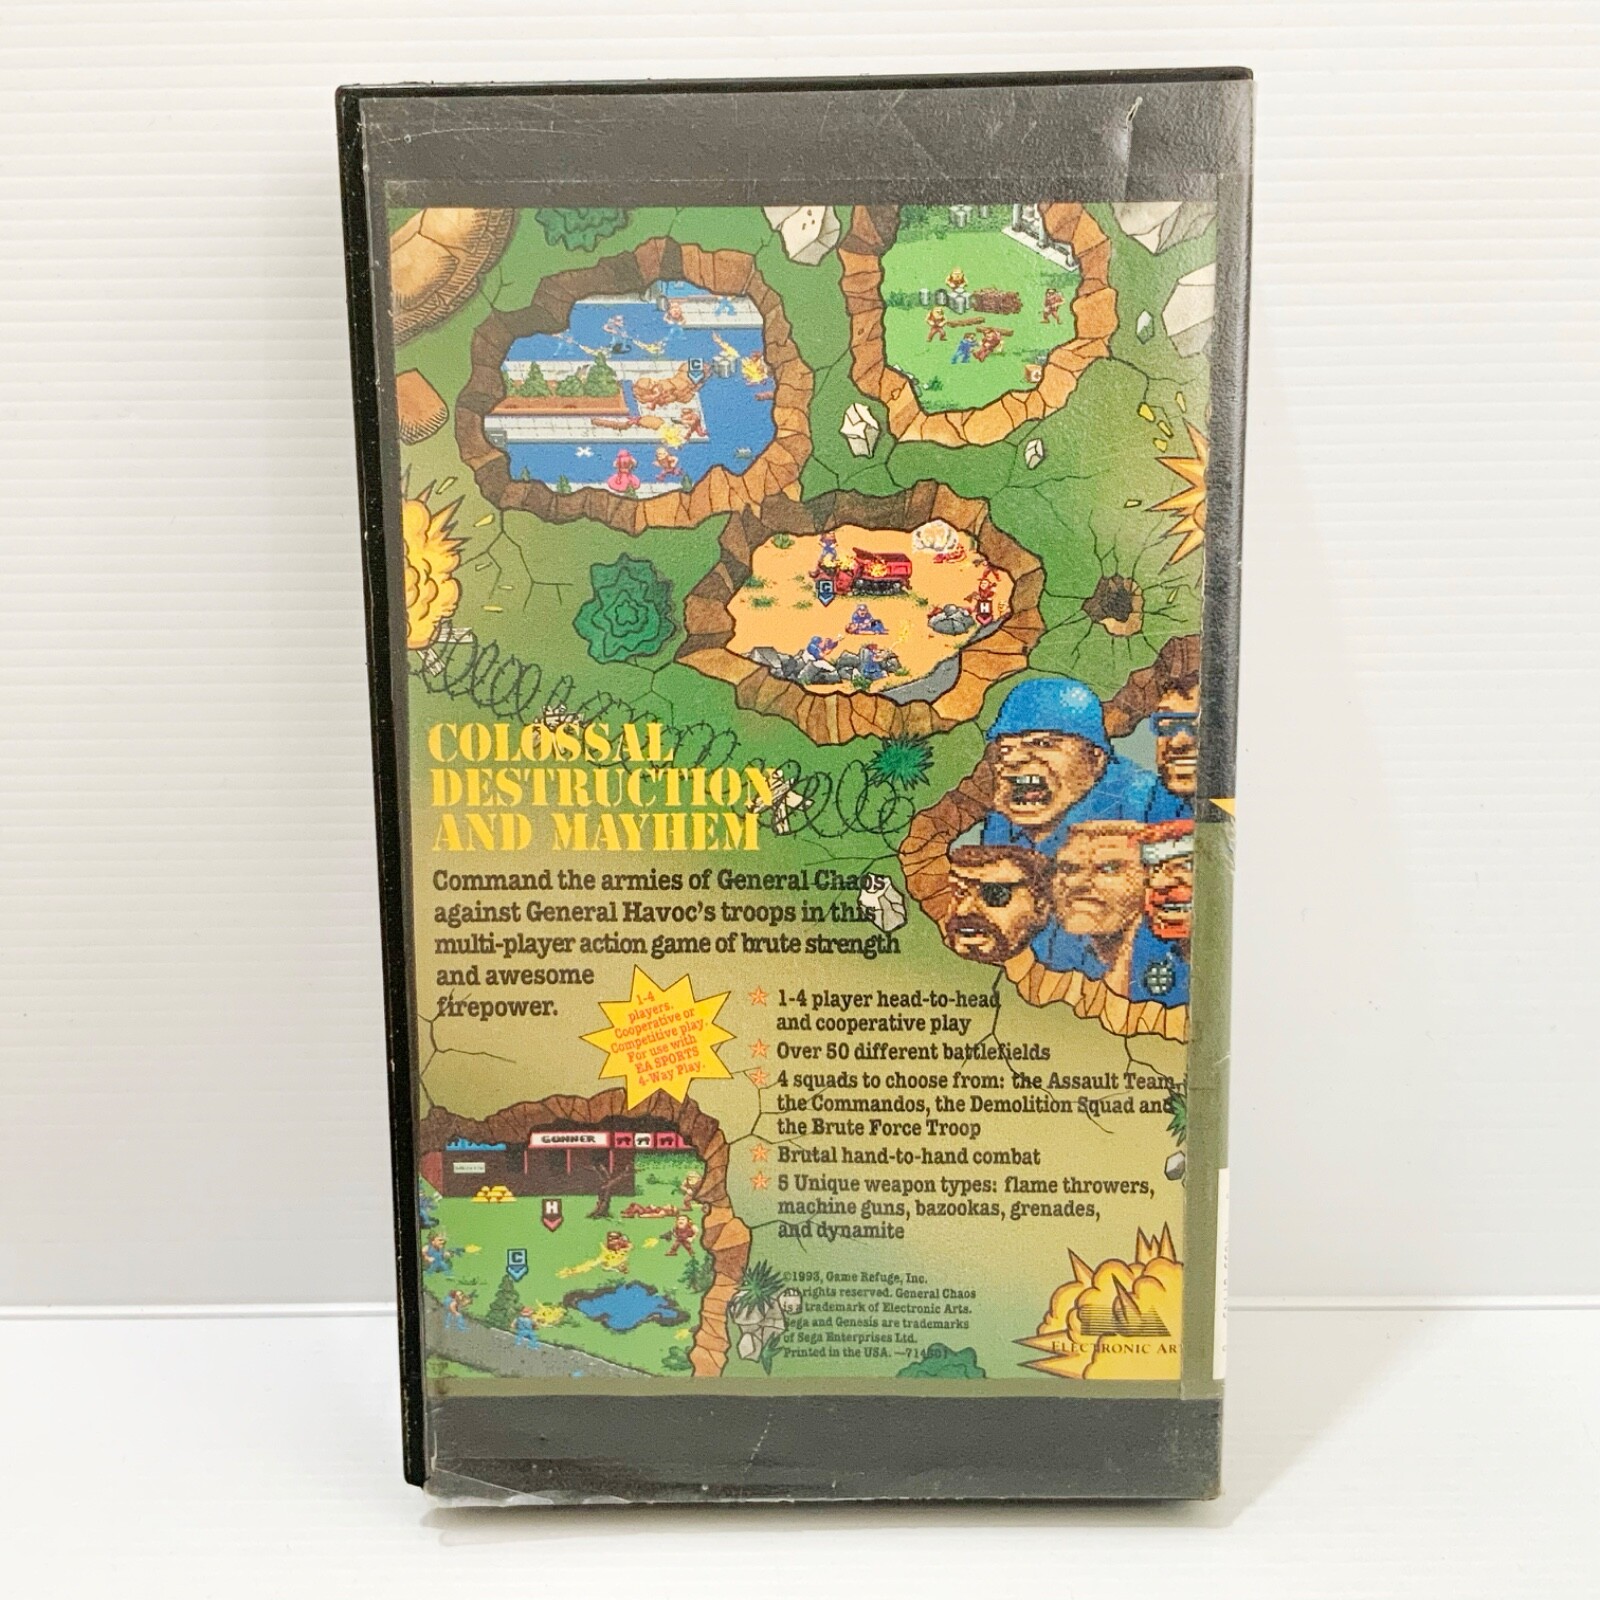 C
C
H
COLOSSAL
DESTRUCTION
AND MAYHEM
Command the armies of General Chaos
against General Havoc's troops in this
multi-player action game of brute strength
and awesome
firepower.
1-4
players.
Cooperative or
Competitive play.
For use with
EA SPORTS
4-Way Play.
1-4 player head-to-head
and cooperative play
Over 50 different battlefields
4 squads to choose from: the Assault Team,
the Commandos, the Demolition Squad and
the Brute Force Troop
Brutal hand-to-hand combat
5 Unique weapon types: flame throwers,
machine guns, bazookas, grenades,
and dynamite
GONNER
H
C
©1993, Game Refuge, Inc.
All rights reserved. General Chaos
is a trademark of Electronic Arts.
Sega and Genesis are trademarks
of Sega Enterprises Ltd.
Printed in the USA. —714501
ELECTRONIC AR